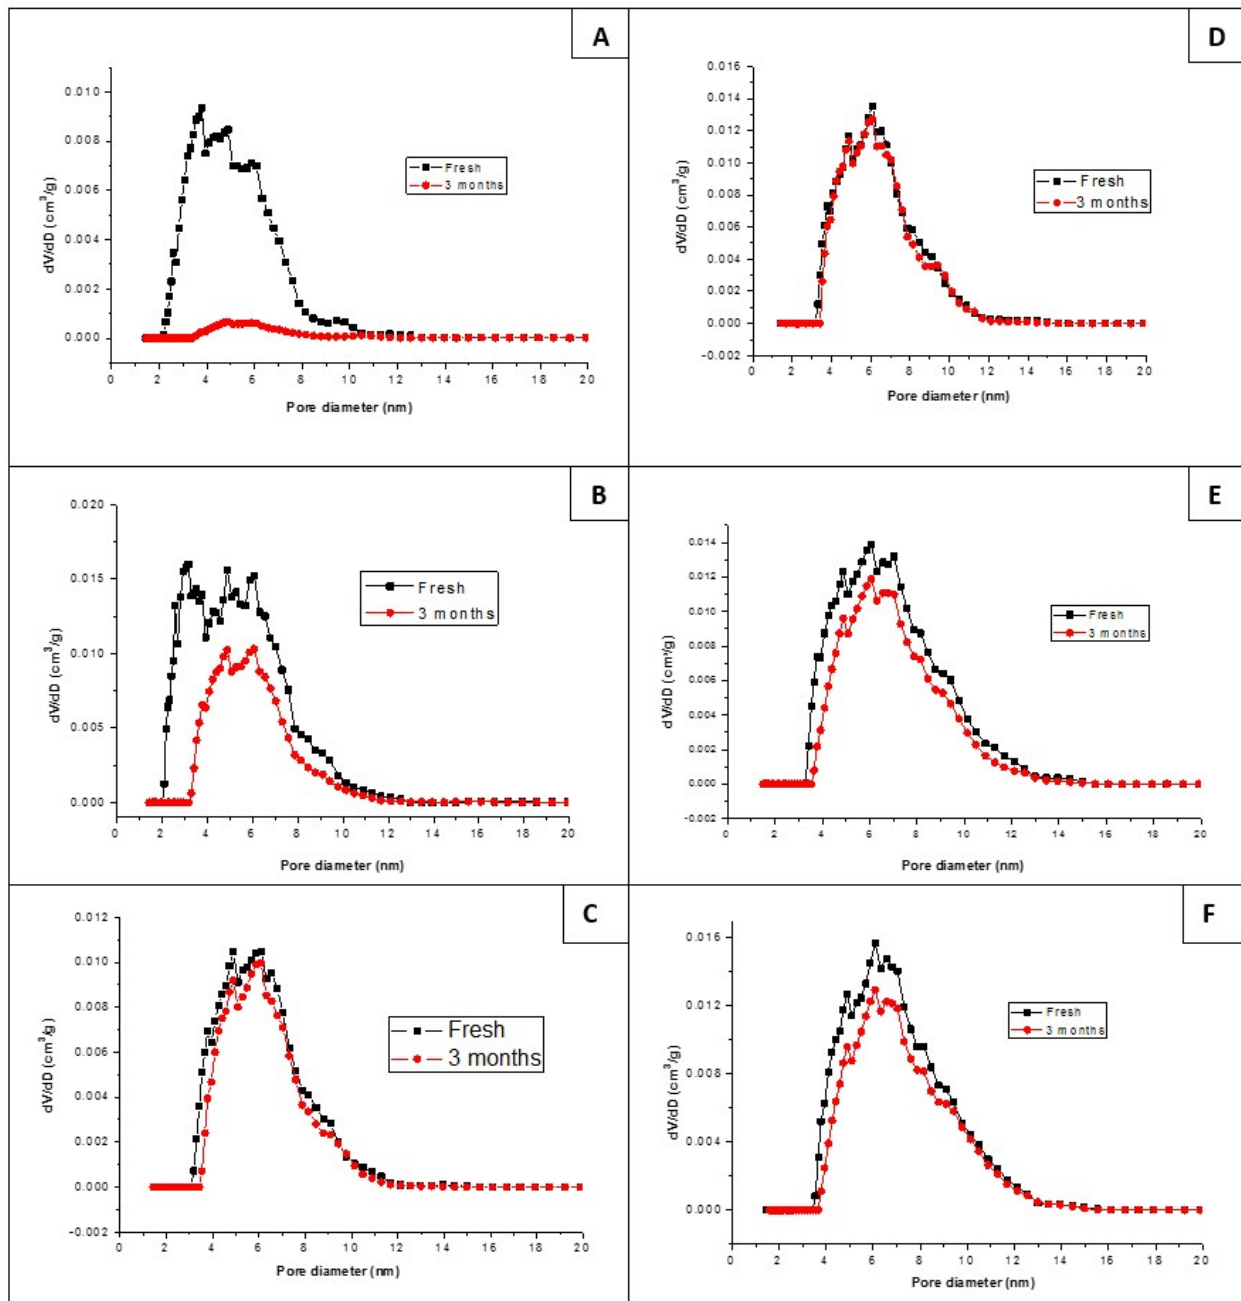 A
0.010
0.008
0.006
0.004
0.002
0.000
dV/dD (cm³/g)
Fresh
3 months
0 2 4 6 8 10 12 14 16 18 20
Pore diameter (nm)
D
0.016
0.014
0.012
0.010
0.008
0.006
0.004
0.002
0.000
-0.002
dV/dD (cm³/g)
Fresh
3 months
0 2 4 6 8 10 12 14 16 18 20
Pore diameter (nm)
B
0.020
0.015
0.010
0.005
0.000
dV/dD (cm³/g)
Fresh
3 months
0 2 4 6 8 10 12 14 16 18 20
Pore diameter (nm)
E
0.014
0.012
0.010
0.008
0.006
0.004
0.002
0.000
-0.002
dV/dD (cm³/g)
Fresh
3 months
0 2 4 6 8 10 12 14 16 18 20
Pore diameter (nm)
C
0.012
0.010
0.008
0.006
0.004
0.002
0.000
-0.002
dV/dD (cm³/g)
Fresh
3 months
0 2 4 6 8 10 12 14 16 18 20
Pore diameter (nm)
F
0.016
0.012
0.008
0.004
0.000
dV/dD (cm³/g)
Fresh
3 months
0 2 4 6 8 10 12 14 16 18 20
Pore diameter (nm)